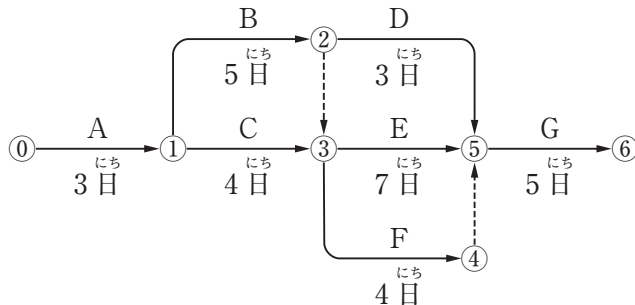 B
② D
にち にち
5日 3日
A C E G
⓪ ① ③ ⑤ ⑥
にち にち にち にち
3日 4日 7日 5日
F
④
にち
4日